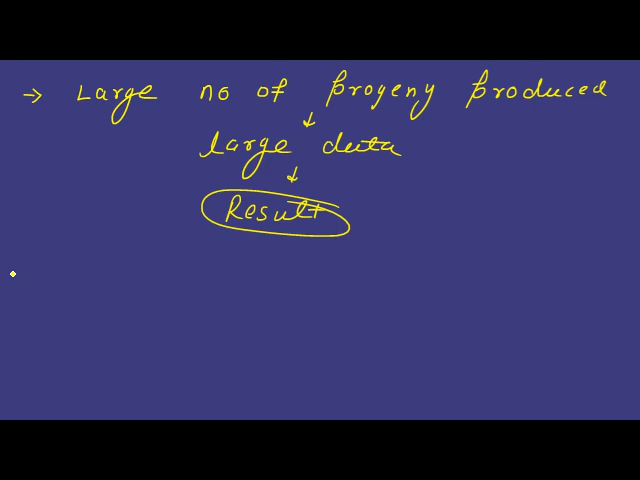 → Large no of progeny produced
↓
large data
↓
Result